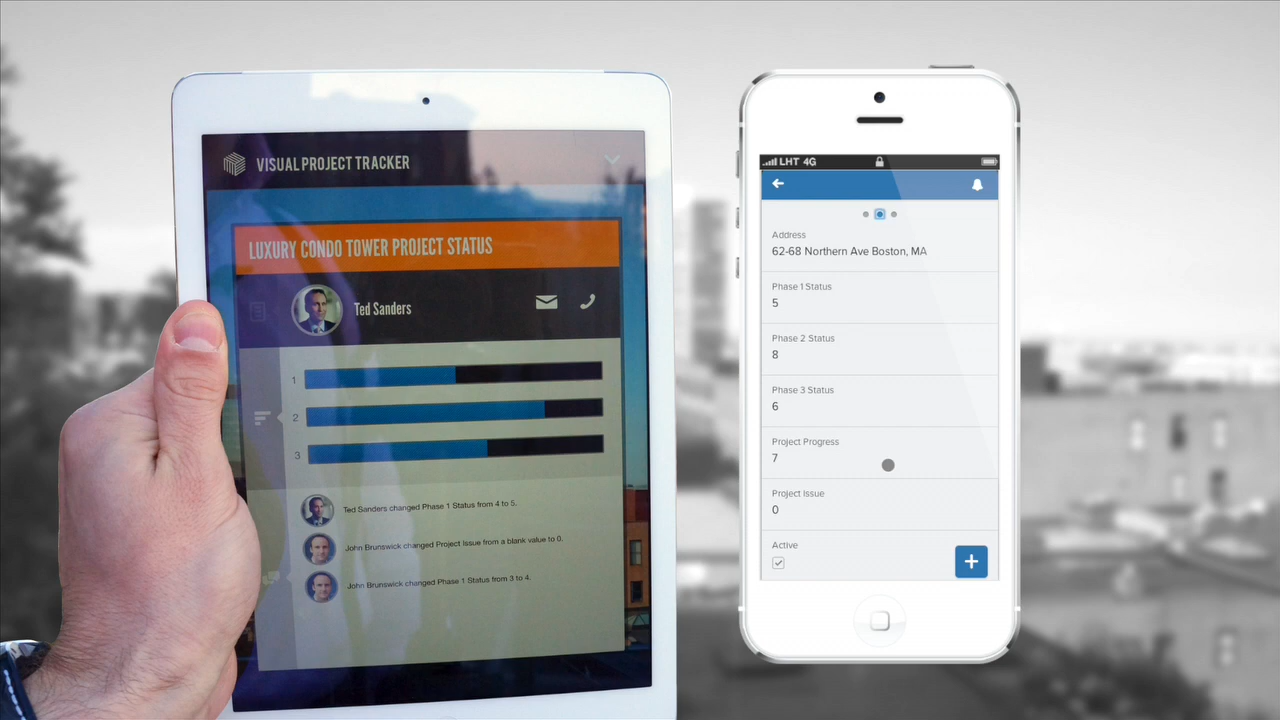 VISUAL PROJECT TRACKER
LUXURY CONDO TOWER PROJECT STATUS
Ted Sanders
1
2
3
Ted Sanders changed Phase 1 Status from 4 to 5.
John Brunswick changed Project Issue from a blank value to 0.
John Brunswick changed Phase 1 Status from 3 to 4.
LHT 4G
Address
62-68 Northern Ave Boston, MA
Phase 1 Status
5
Phase 2 Status
8
Phase 3 Status
6
Project Progress
7
Project Issue
0
Active